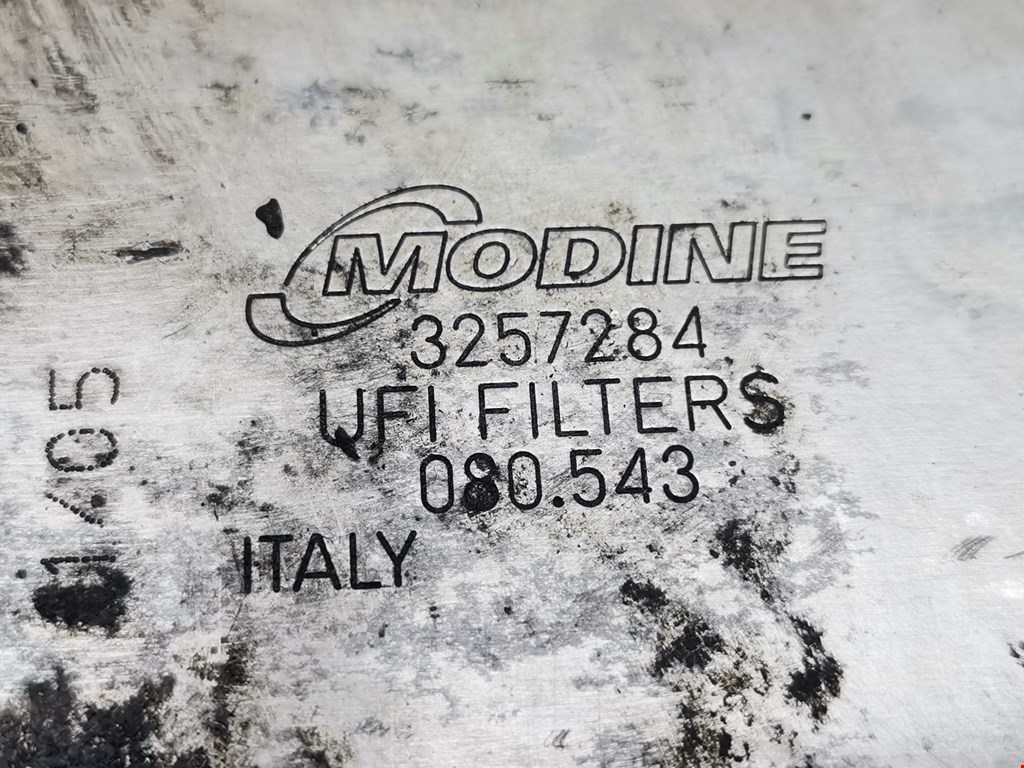 MODINE
3257284
UFI FILTERS
080.543
ITALY